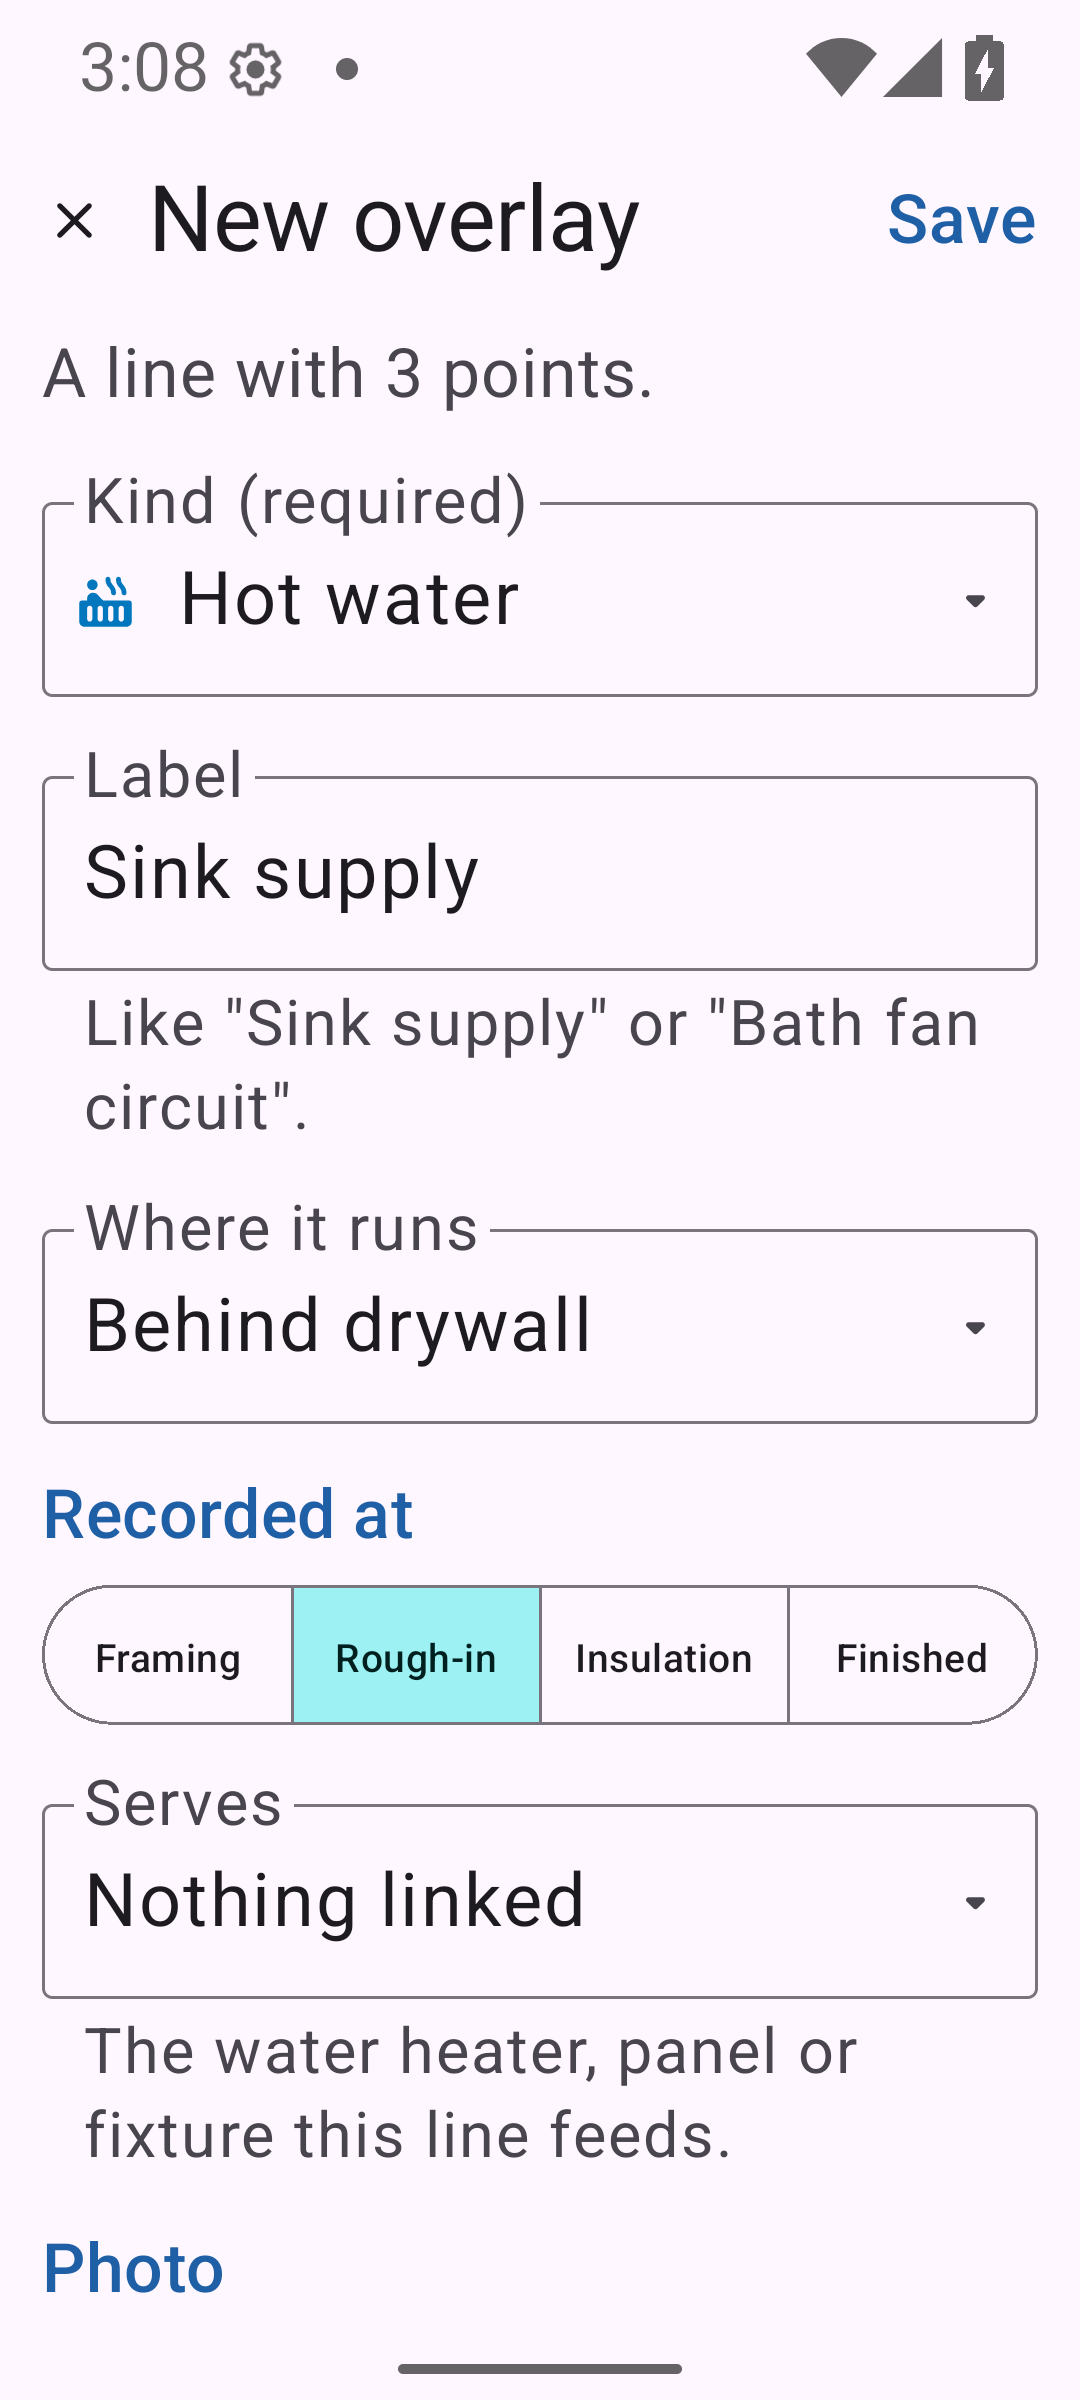 3:08
New overlay
Save
A line with 3 points.
Kind (required)
Hot water
Label
Sink supply
Like "Sink supply" or "Bath fan
circuit".
Where it runs
Behind drywall
Recorded at
Framing
Rough-in
Insulation
Finished
Serves
Nothing linked
The water heater, panel or
fixture this line feeds.
Photo